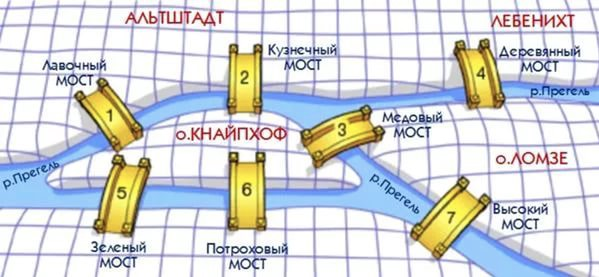 АЛЬТШТАДТ
ЛЕБЕНИХТ
Лавочный
МОСТ
Кузнечный
МОСТ
Деревянный
МОСТ
1
2
4
р.Прегель
Медовый
МОСТ
3
о.КНАЙПХОФ
о.ЛОМЗЕ
р.Прегель
5
6
р.Прегель
7
Высокий
МОСТ
Зеленый
МОСТ
Потроховый
МОСТ